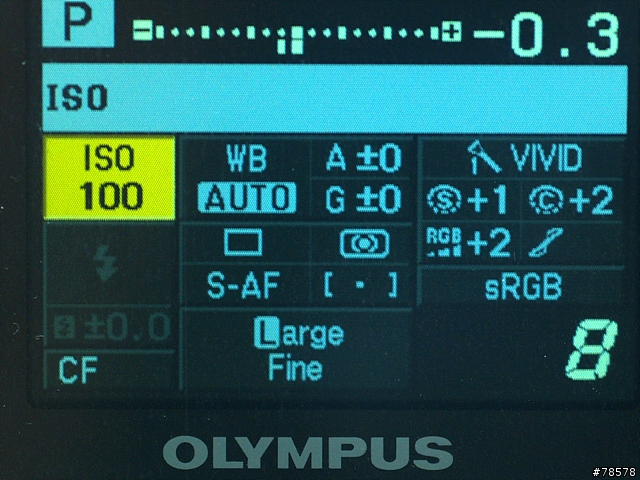 P −0.3
ISO
ISO WB A ±0 VIVID
100 AUTO G ±0 S +1 C +2
RGB +2
S-AF [ · ] sRGB
S ±0.0 Large 8
CF Fine
OLYMPUS
#78578